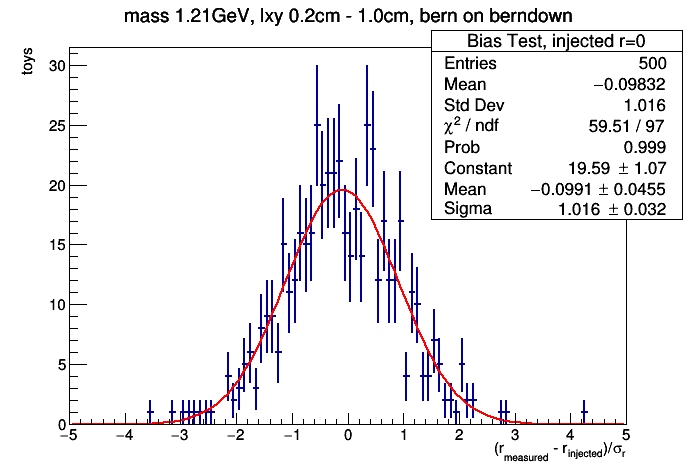 mass 1.21GeV, lxy 0.2cm - 1.0cm, bern on berndown
Bias Test, injected r=0
Entries 500
Mean −0.09832
Std Dev 1.016
χ² / ndf 59.51 / 97
Prob 0.999
Constant 19.59 ± 1.07
Mean −0.0991 ± 0.0455
Sigma 1.016 ± 0.032
toys
30
25
20
15
10
5
0
−5 −4 −3 −2 −1 0 1 2 3 4 5
(r_measured - r_injected)/σ_r